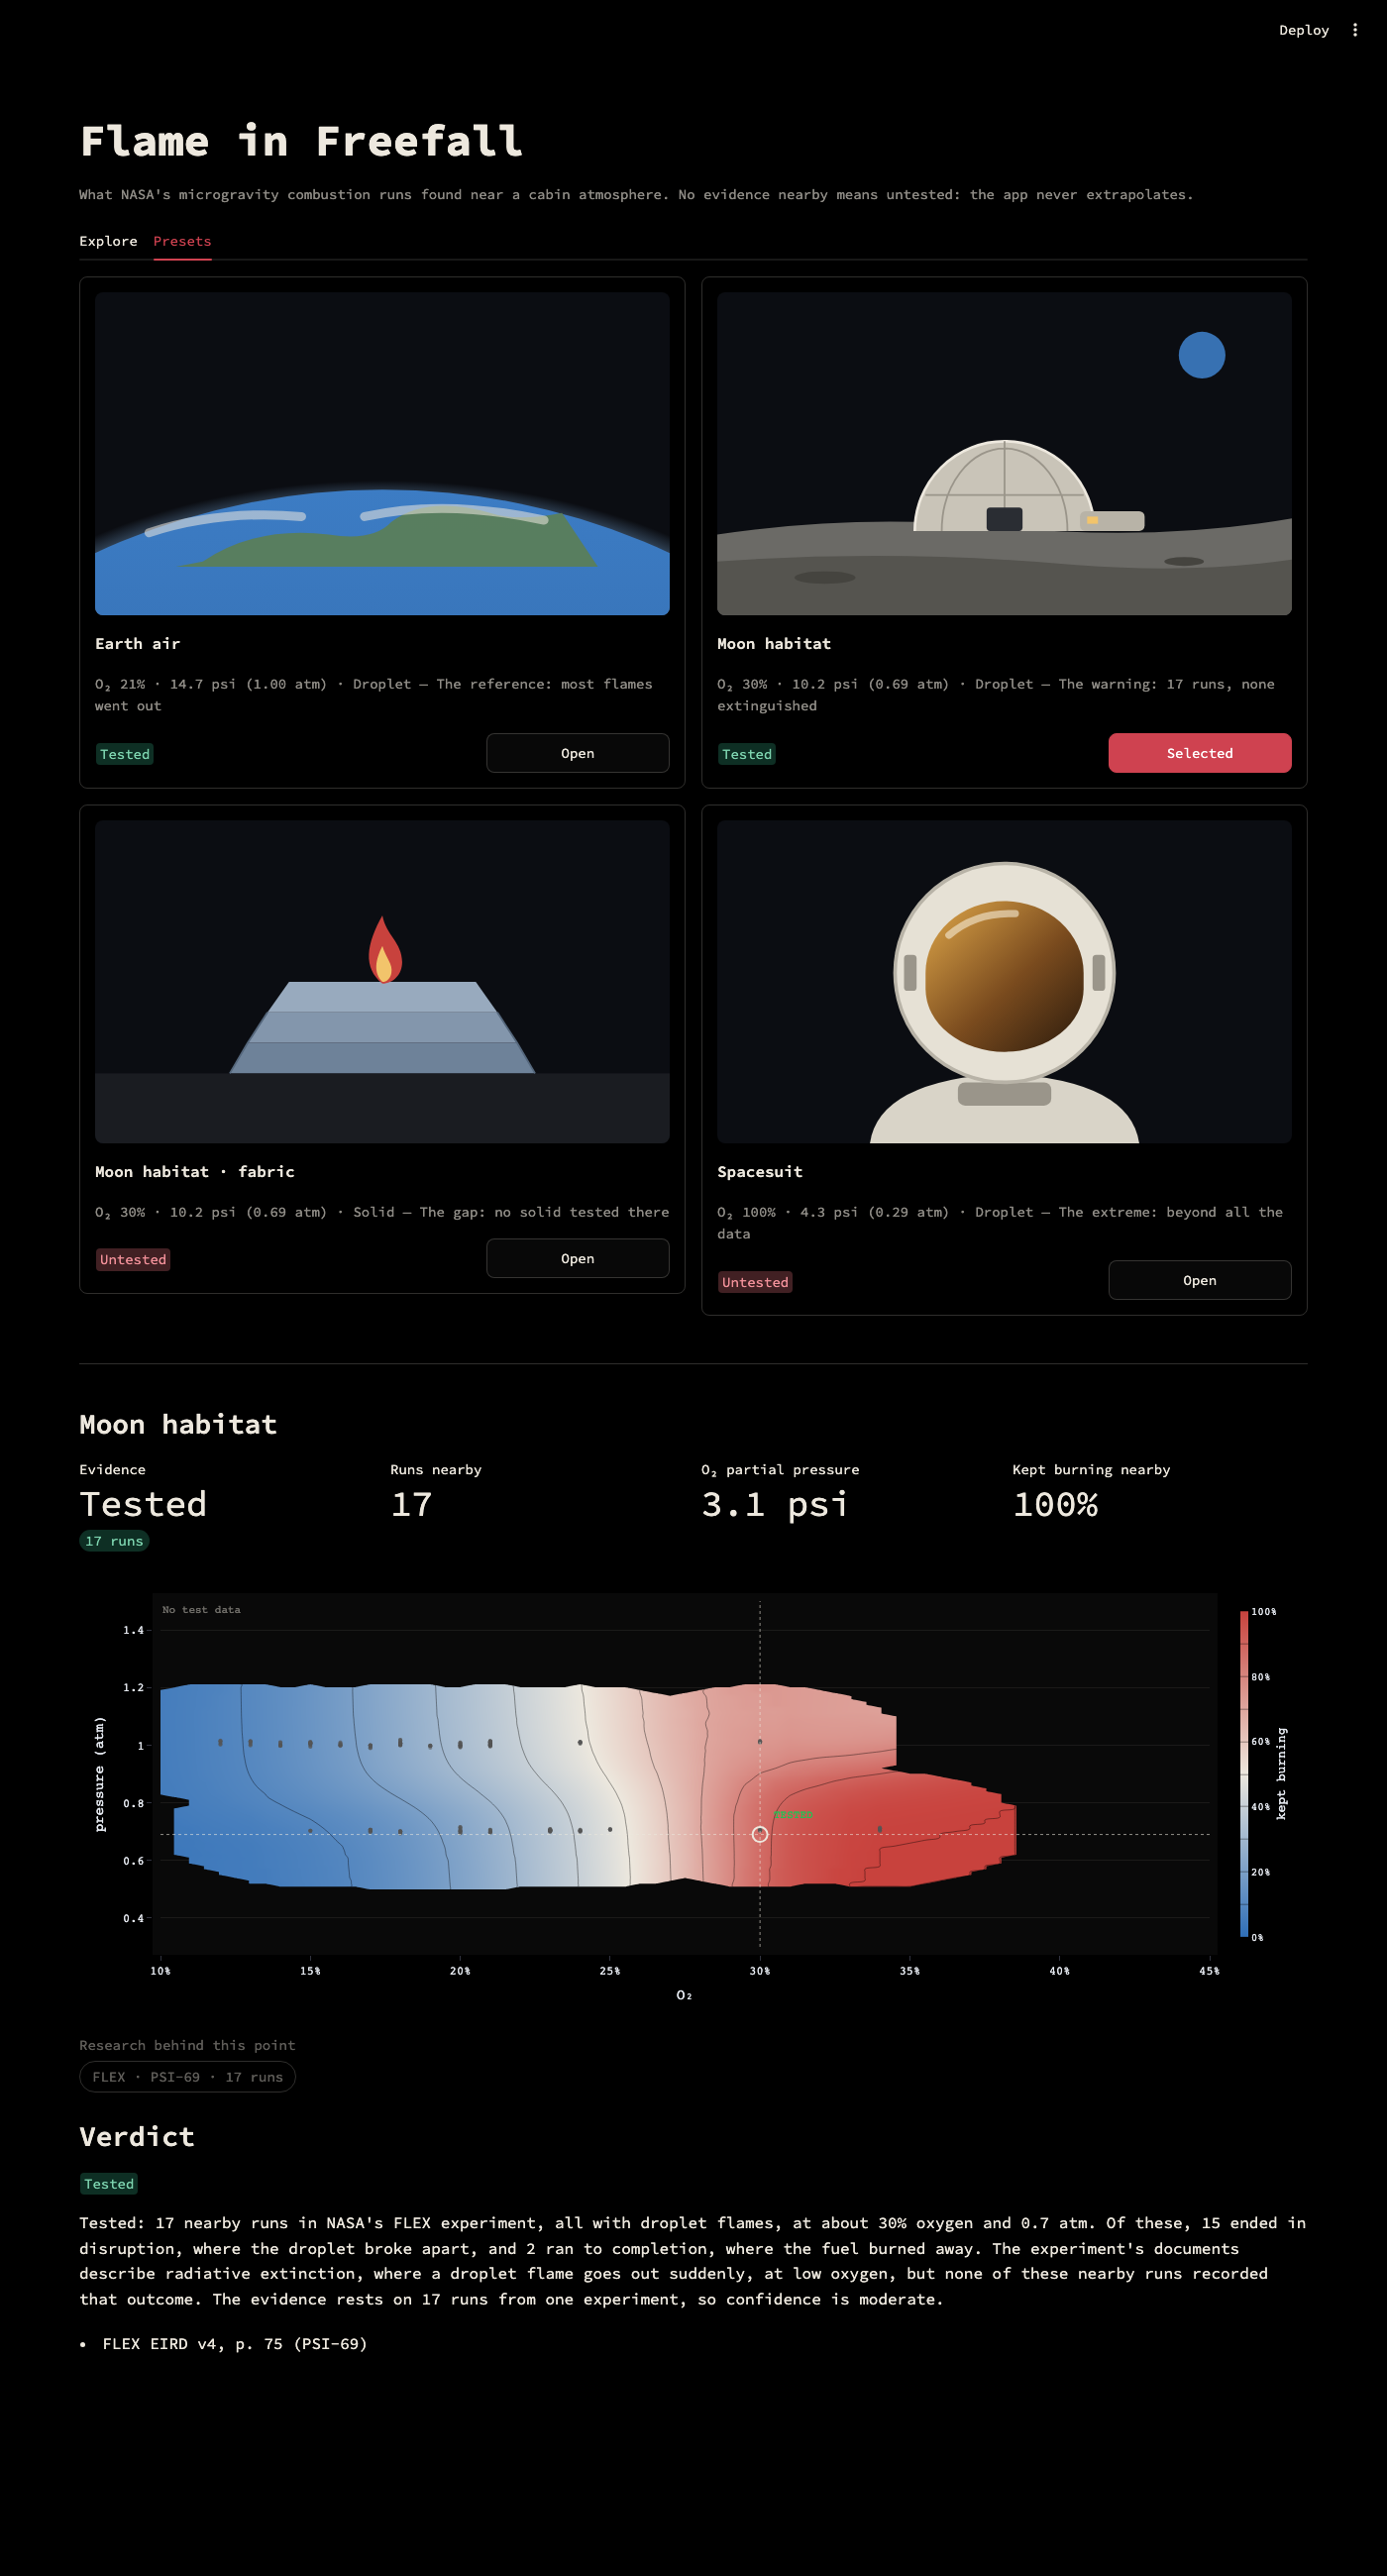 Deploy
Flame in Freefall
What NASA's microgravity combustion runs found near a cabin atmosphere. No evidence nearby means untested: the app never extrapolates.
Explore
Presets
Earth air
O₂ 21% · 14.7 psi (1.00 atm) · Droplet — The reference: most flames
went out
Tested
Open
Moon habitat
O₂ 30% · 10.2 psi (0.69 atm) · Droplet — The warning: 17 runs, none
extinguished
Tested
Selected
Moon habitat · fabric
O₂ 30% · 10.2 psi (0.69 atm) · Solid — The gap: no solid tested there
Untested
Open
Spacesuit
O₂ 100% · 4.3 psi (0.29 atm) · Droplet — The extreme: beyond all the
data
Untested
Open
Moon habitat
Evidence
Tested
17 runs
Runs nearby
17
O₂ partial pressure
3.1 psi
Kept burning nearby
100%
No test data
pressure (atm)
1.4
1.2
1
0.8
0.6
0.4
10%
15%
20%
25%
30%
35%
40%
45%
O₂
100%
80%
60%
40%
20%
0%
kept burning
Research behind this point
FLEX · PSI-69 · 17 runs
Verdict
Tested
Tested: 17 nearby runs in NASA's FLEX experiment, all with droplet flames, at about 30% oxygen and 0.7 atm. Of these, 15 ended in
disruption, where the droplet broke apart, and 2 ran to completion, where the fuel burned away. The experiment's documents
describe radiative extinction, where a droplet flame goes out suddenly, at low oxygen, but none of these nearby runs recorded
that outcome. The evidence rests on 17 runs from one experiment, so confidence is moderate.
• FLEX EIRD v4, p. 75 (PSI-69)